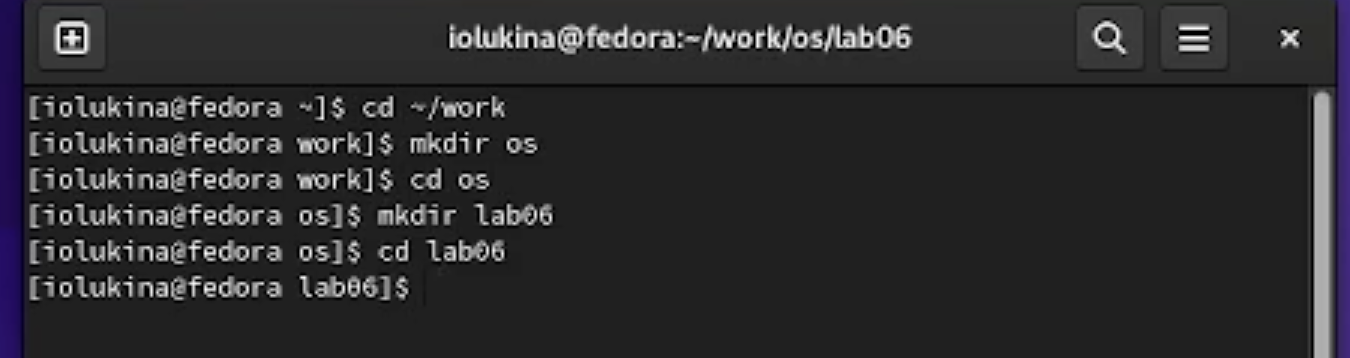 iolukina@fedora:~/work/os/lab06
[iolukina@fedora ~]$ cd ~/work
[iolukina@fedora work]$ mkdir os
[iolukina@fedora work]$ cd os
[iolukina@fedora os]$ mkdir lab06
[iolukina@fedora os]$ cd lab06
[iolukina@fedora lab06]$